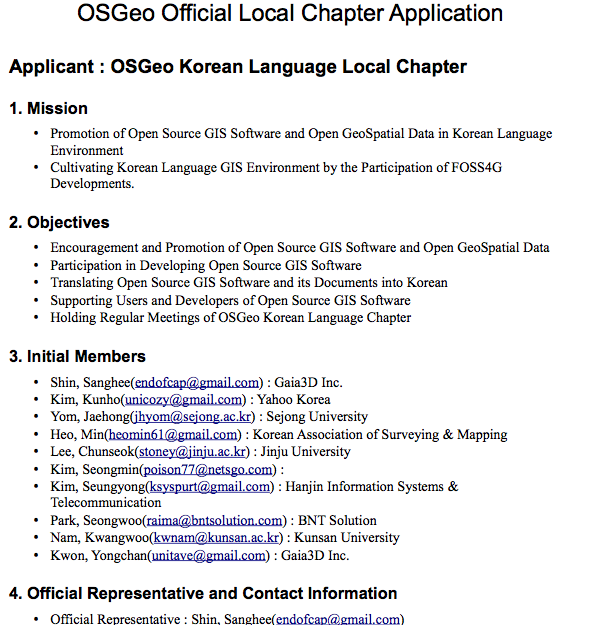 OSGeo Official Local Chapter Application
Applicant : OSGeo Korean Language Local Chapter
1. Mission
• Promotion of Open Source GIS Software and Open GeoSpatial Data in Korean Language
Environment
• Cultivating Korean Language GIS Environment by the Participation of FOSS4G
Developments.
2. Objectives
• Encouragement and Promotion of Open Source GIS Software and Open GeoSpatial Data
• Participation in Developing Open Source GIS Software
• Translating Open Source GIS Software and its Documents into Korean
• Supporting Users and Developers of Open Source GIS Software
• Holding Regular Meetings of OSGeo Korean Language Chapter
3. Initial Members
• Shin, Sanghee(endofcap@gmail.com) : Gaia3D Inc.
• Kim, Kunho(unicozy@gmail.com) : Yahoo Korea
• Yom, Jaehong(jhyom@sejong.ac.kr) : Sejong University
• Heo, Min(heomin61@gmail.com) : Korean Association of Surveying & Mapping
• Lee, Chunseok(stoney@jinju.ac.kr) : Jinju University
• Kim, Seongmin(poison77@netsgo.com) :
• Kim, Seungyong(ksyspurt@gmail.com) : Hanjin Information Systems &
Telecommunication
• Park, Seongwoo(raima@bntsolution.com) : BNT Solution
• Nam, Kwangwoo(kwnam@kunsan.ac.kr) : Kunsan University
• Kwon, Yongchan(unitave@gmail.com) : Gaia3D Inc.
4. Official Representative and Contact Information
• Official Representative : Shin, Sanghee(endofcap@gmail.com)